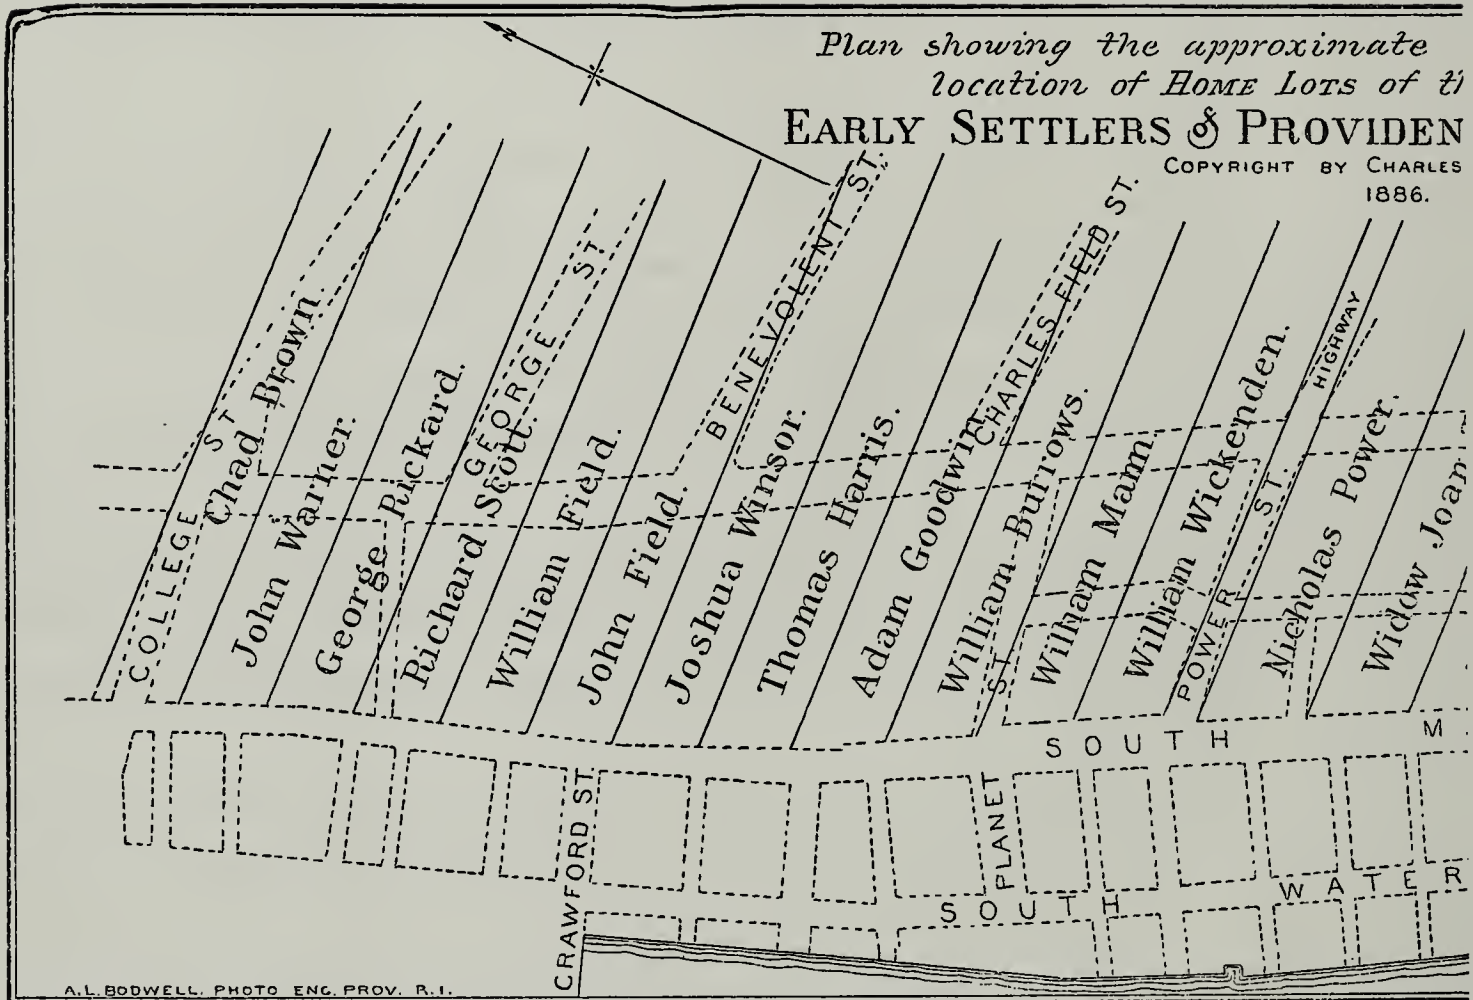 N
Plan showing the approximate
location of HOME LOTS of
EARLY SETTLERS of PROVIDEN
COPYRIGHT BY CHARLES
1886.
COLLEGE ST
GEORGE ST
BENEVOLENT ST.
CHARLES FIELD ST.
HIGHWAY
POWER ST.
Chad Brown.
John Warner.
George Rickard.
Richard Scott.
William Field.
John Field.
Joshua Winsor.
Thomas Harris.
Adam Goodwin.
William Burrows.
William Mann.
William Wickenden.
Nicholas Power.
Widow Joan
SOUTH M
CRAWFORD ST.
PLANET ST.
SOUTH WATER
A.L. BODWELL. PHOTO ENG. PROV. R.I.